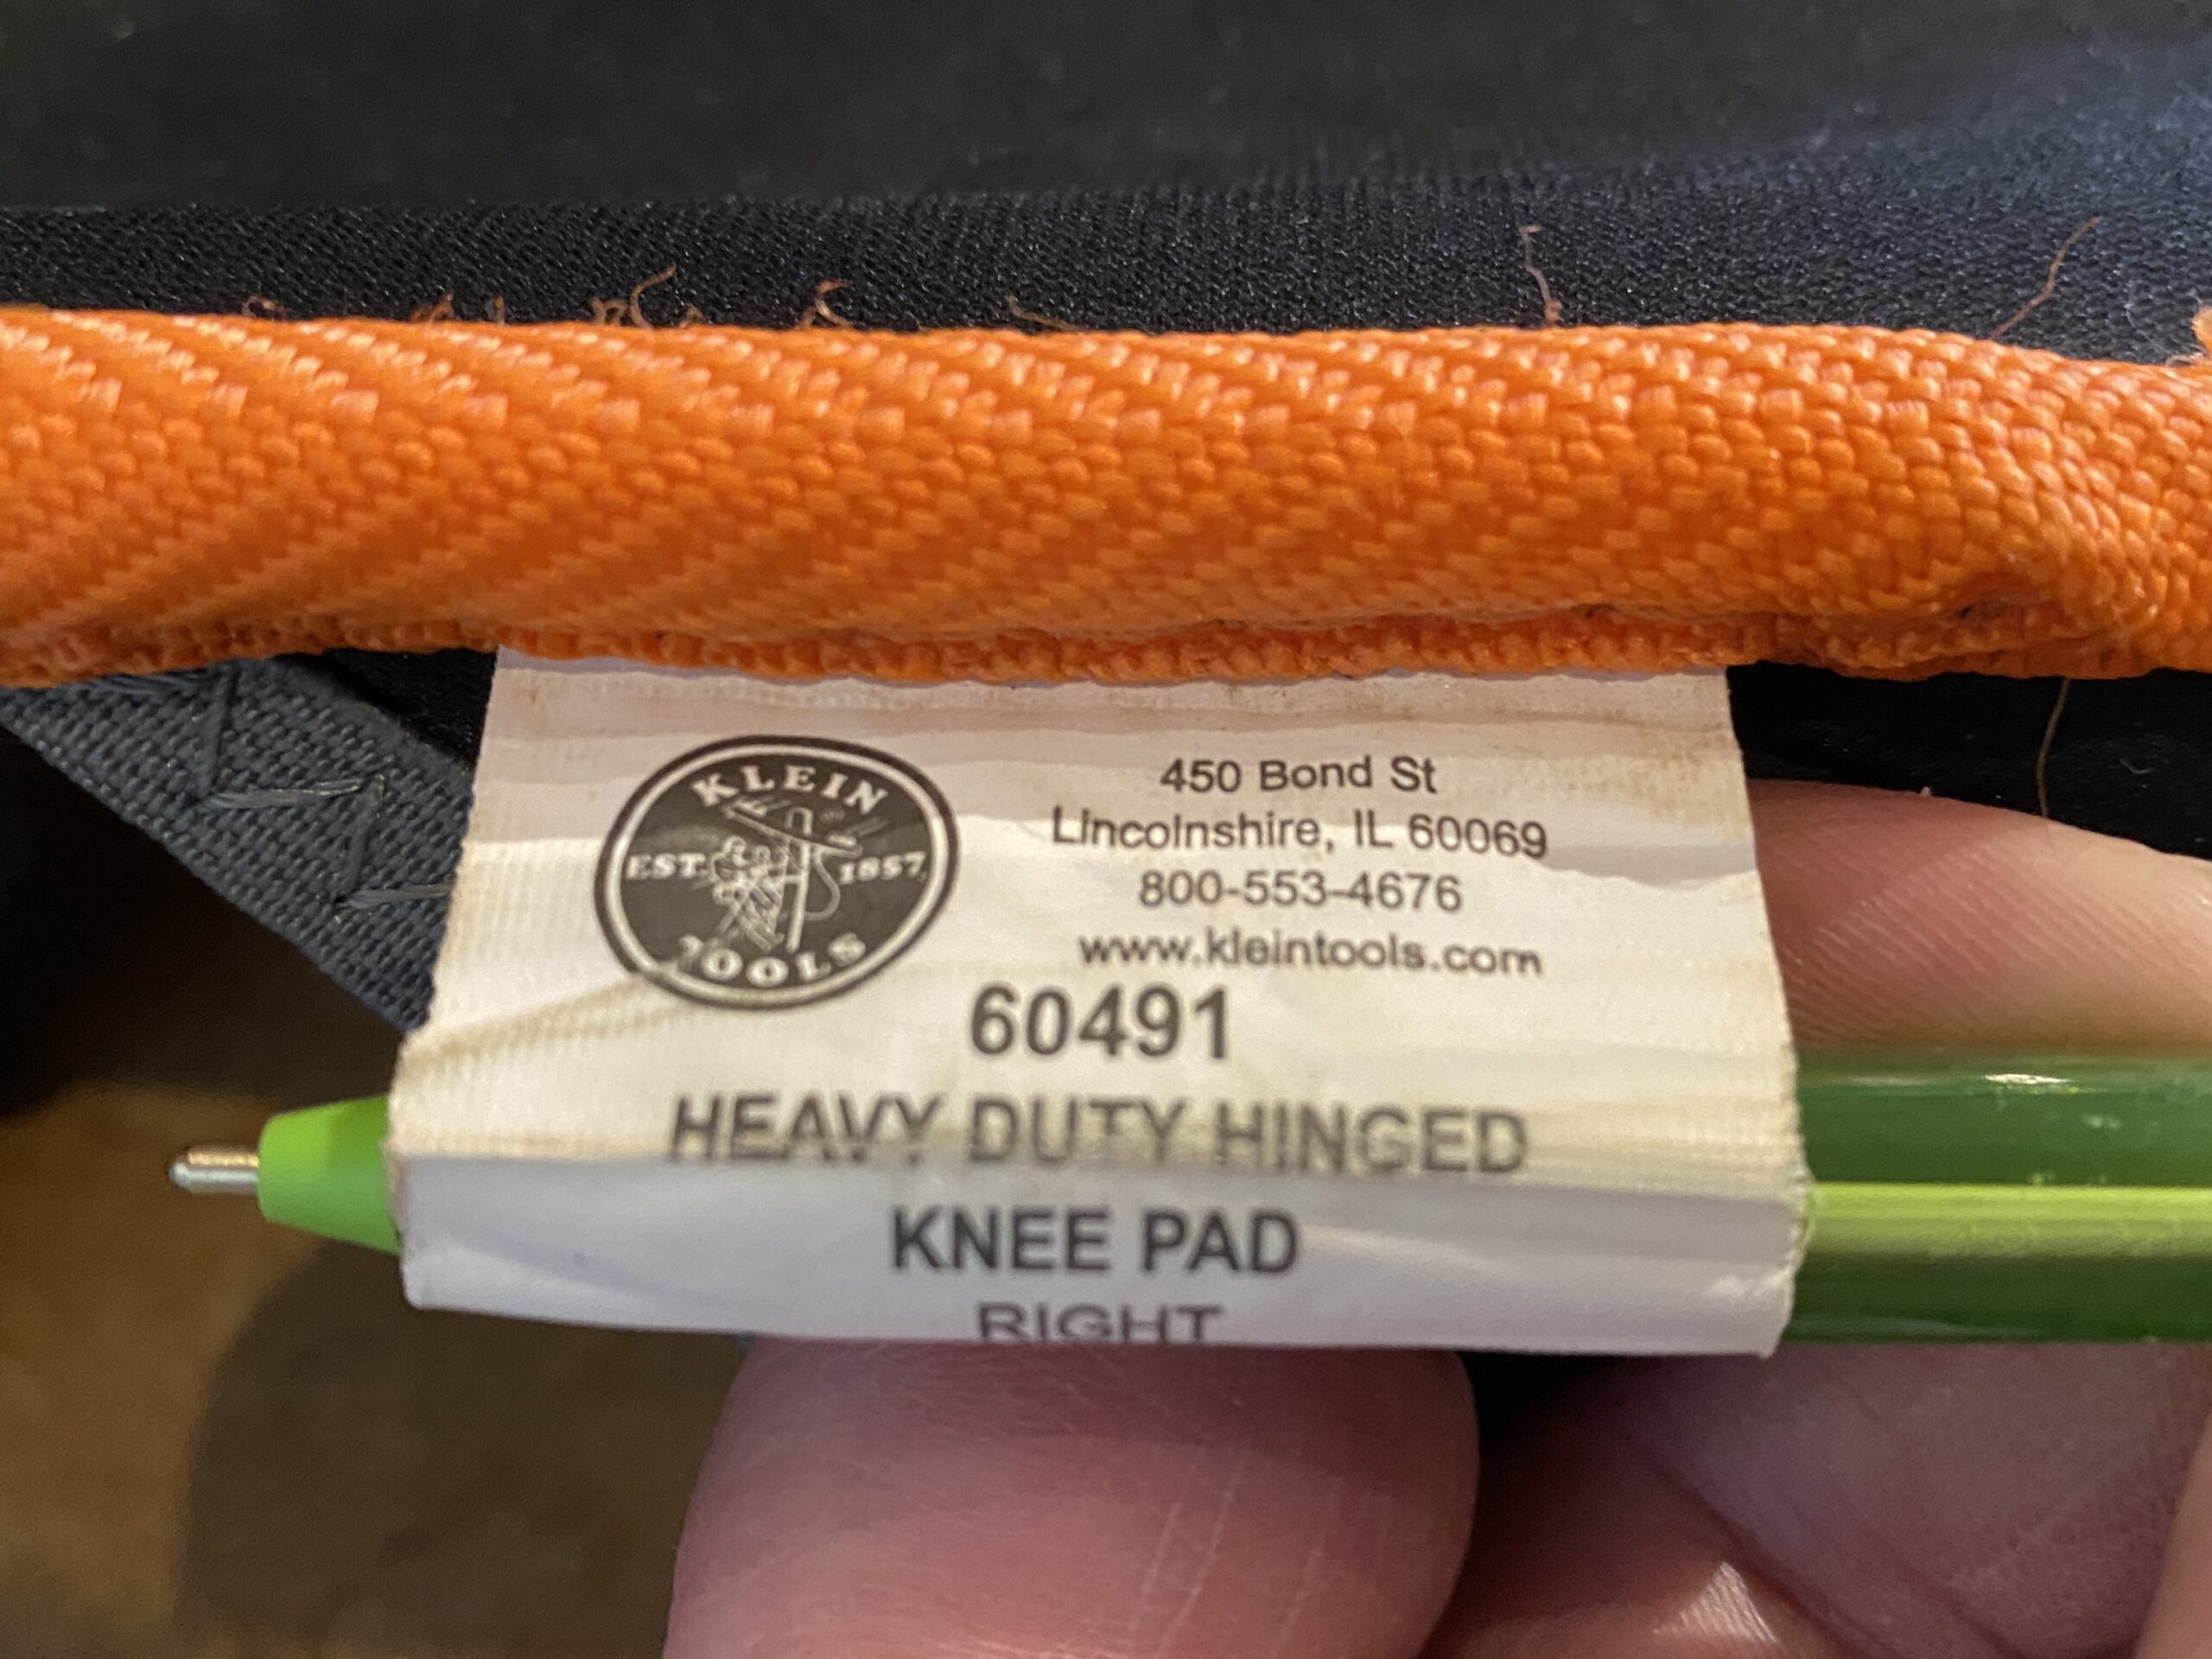 KLEIN
EST. 1857
TOOLS
450 Bond St
Lincolnshire, IL 60069
800-553-4676
www.kleintools.com
60491
HEAVY DUTY HINGED
KNEE PAD
RIGHT